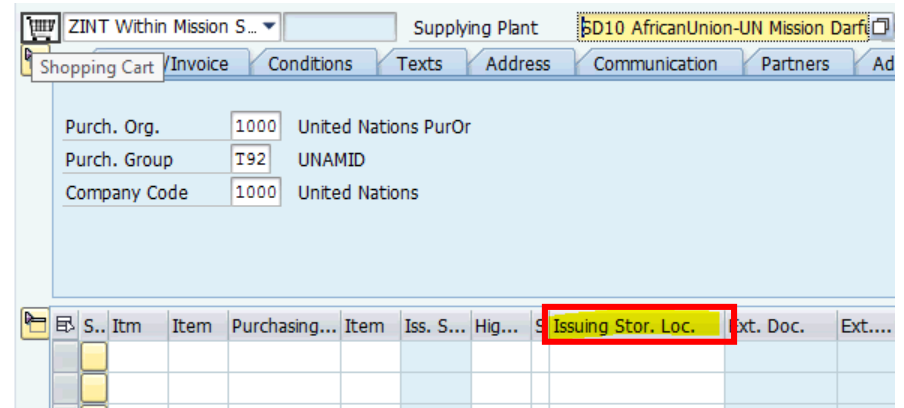 ZINT Within Mission S... Supplying Plant SD10 AfricanUnion-UN Mission Darf
Shopping Cart /Invoice Conditions Texts Address Communication Partners Ad
Purch. Org. 1000 United Nations PurOr
Purch. Group T92 UNAMID
Company Code 1000 United Nations
S.. Itm Item Purchasing... Item Iss. S... Hig... S Issuing Stor. Loc. Ext. Doc. Ext....